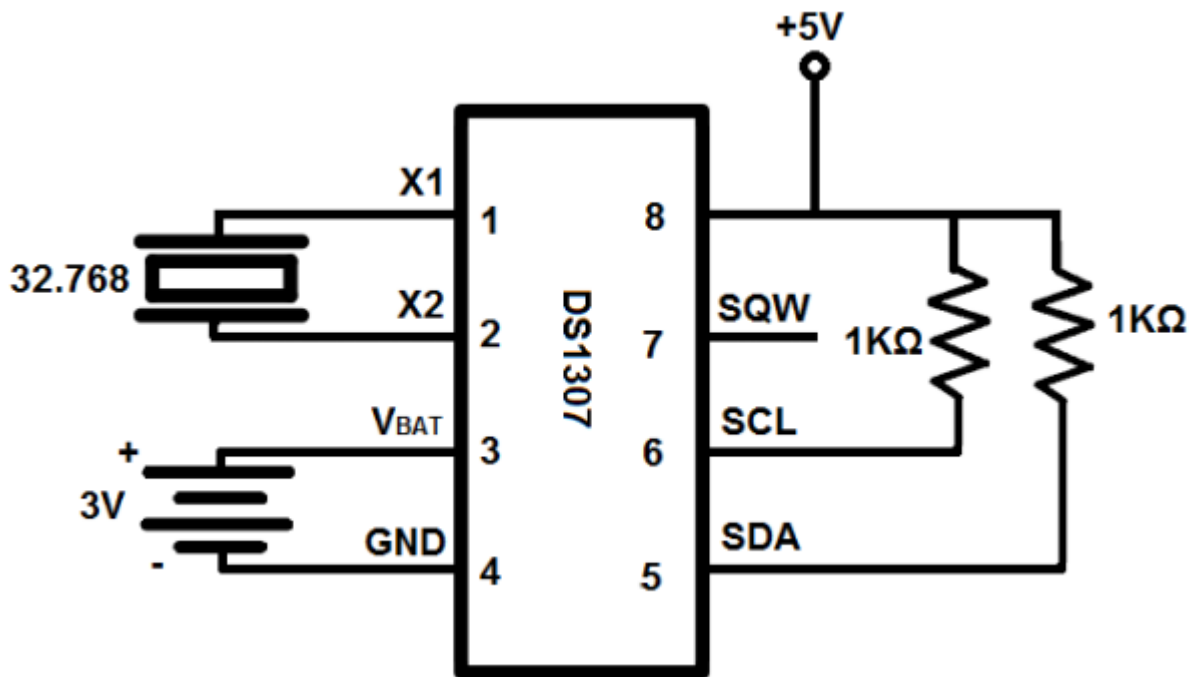 +5V
X1
1
8
32.768
X2
2
SQW
7
1KΩ
1KΩ
DS1307
VBAT
3
SCL
6
+
3V
-
GND
4
SDA
5